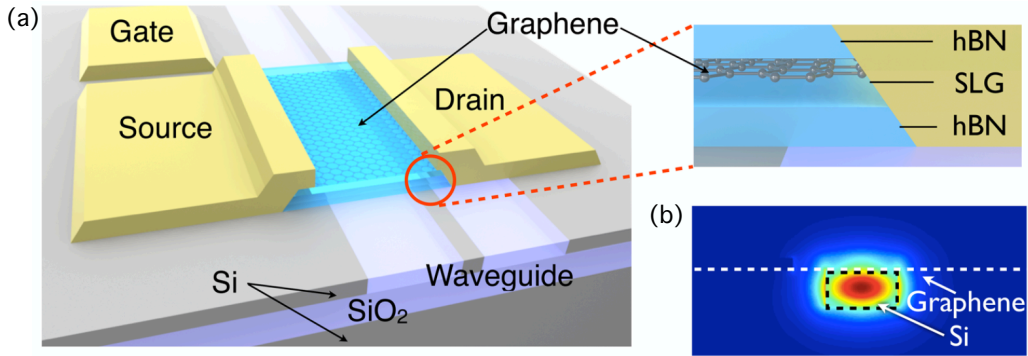 (a)
Gate
Graphene
Source
Drain
Si
SiO₂
Waveguide
hBN
SLG
hBN
(b)
Graphene
Si